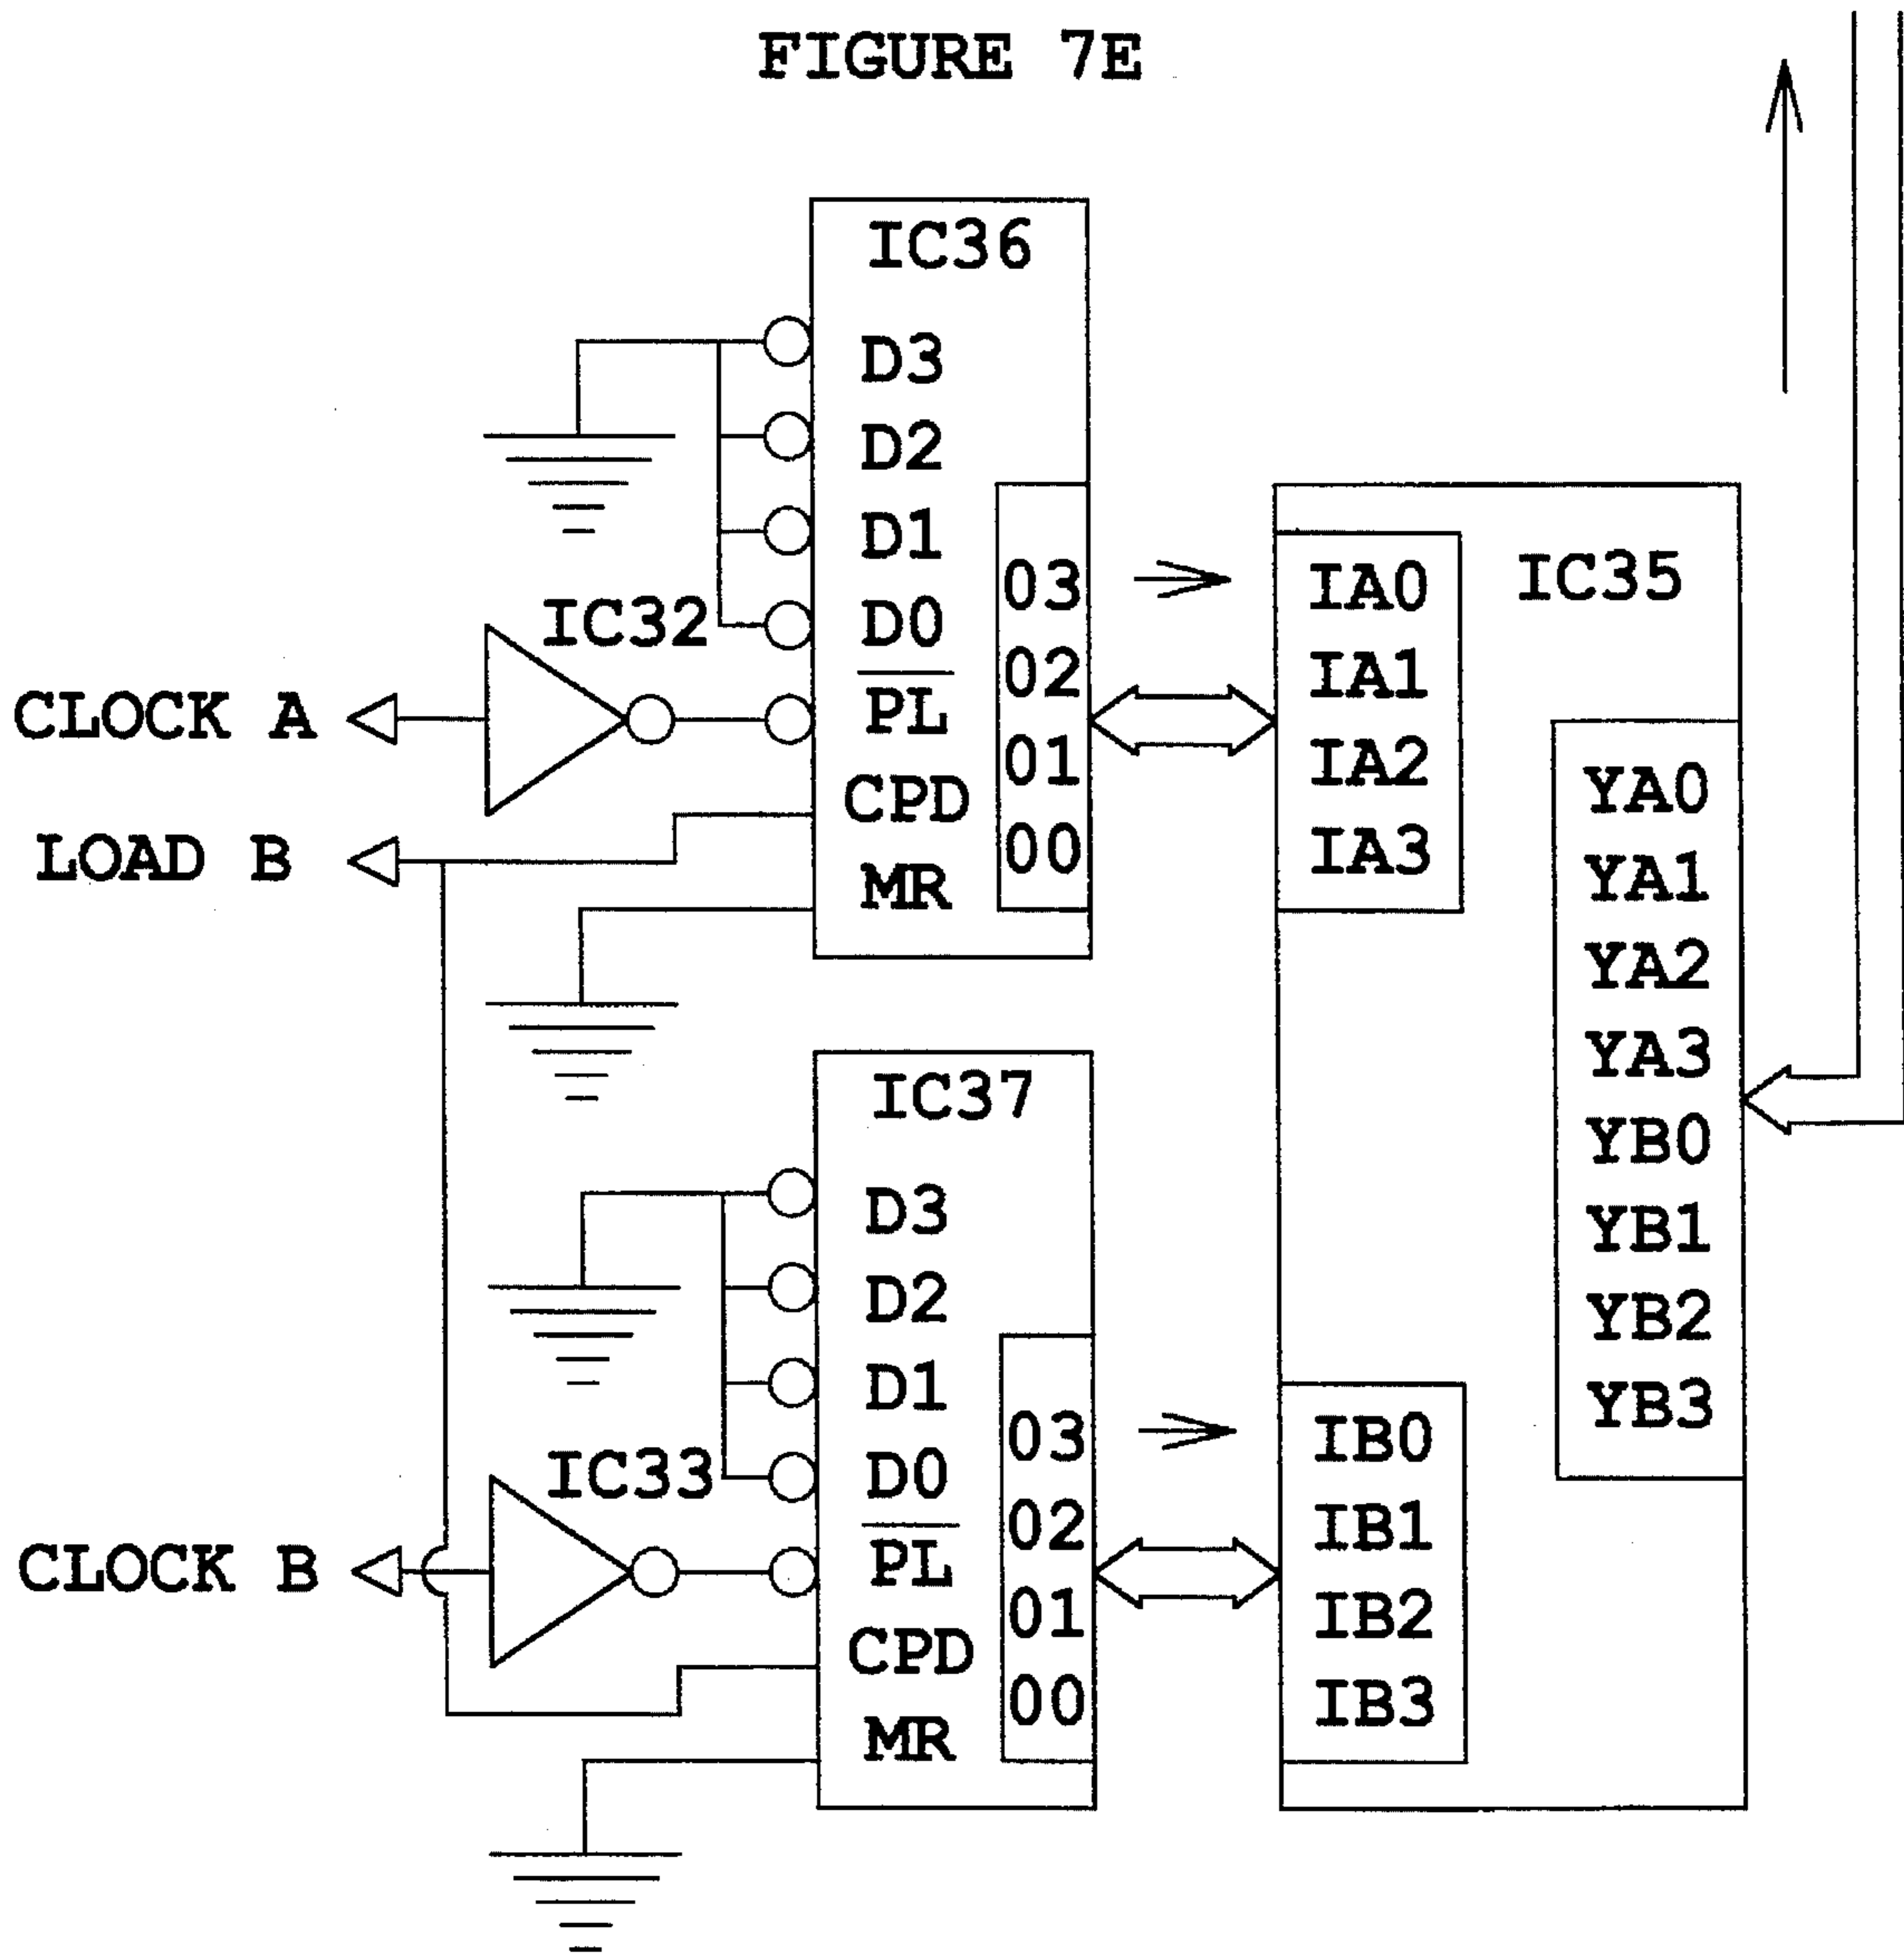 FIGURE 7E
IC36
D3
D2
D1
D0
PL
CPD
MR
03
02
01
00
IC32
CLOCK A
LOAD B
IC35
IA0
IA1
IA2
IA3
YA0
YA1
YA2
YA3
YB0
YB1
YB2
YB3
IC37
D3
D2
D1
D0
PL
CPD
MR
03
02
01
00
IC33
CLOCK B
IB0
IB1
IB2
IB3